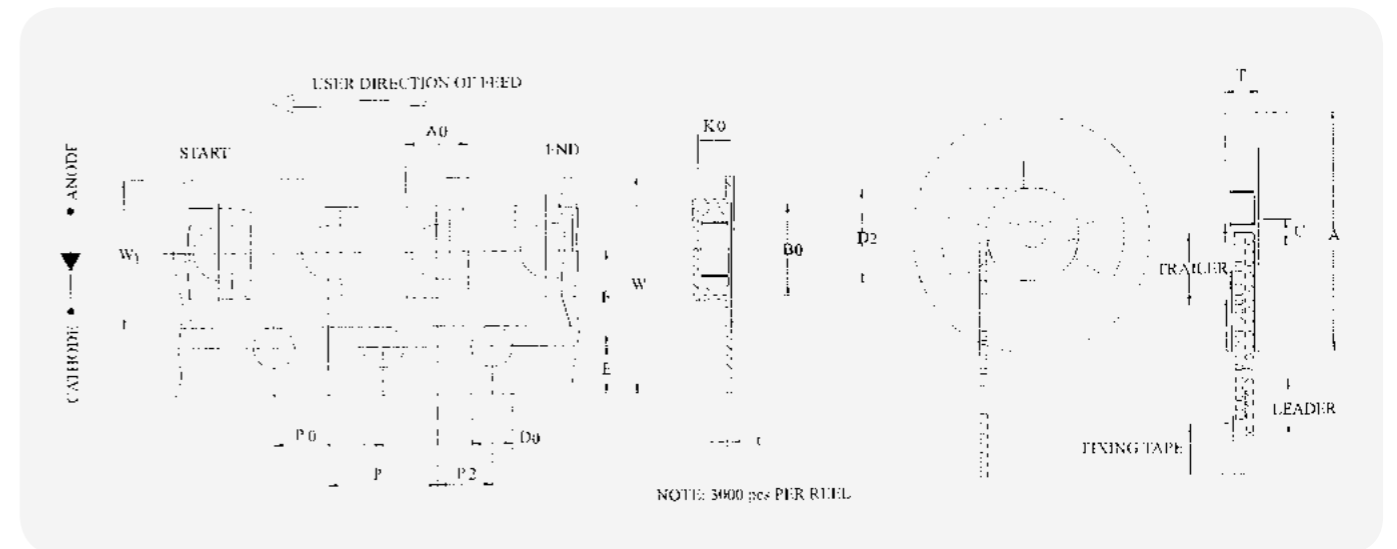 USER DIRECTION OF FEED
T
K0
A0
START
END
ANODE
W1
B0
D2
C
A
F
W
TRAILER
E
CATHODE
LEADER
P0
D0
t
FIXING TAPE
P
P2
NOTE: 3000 pcs PER REEL